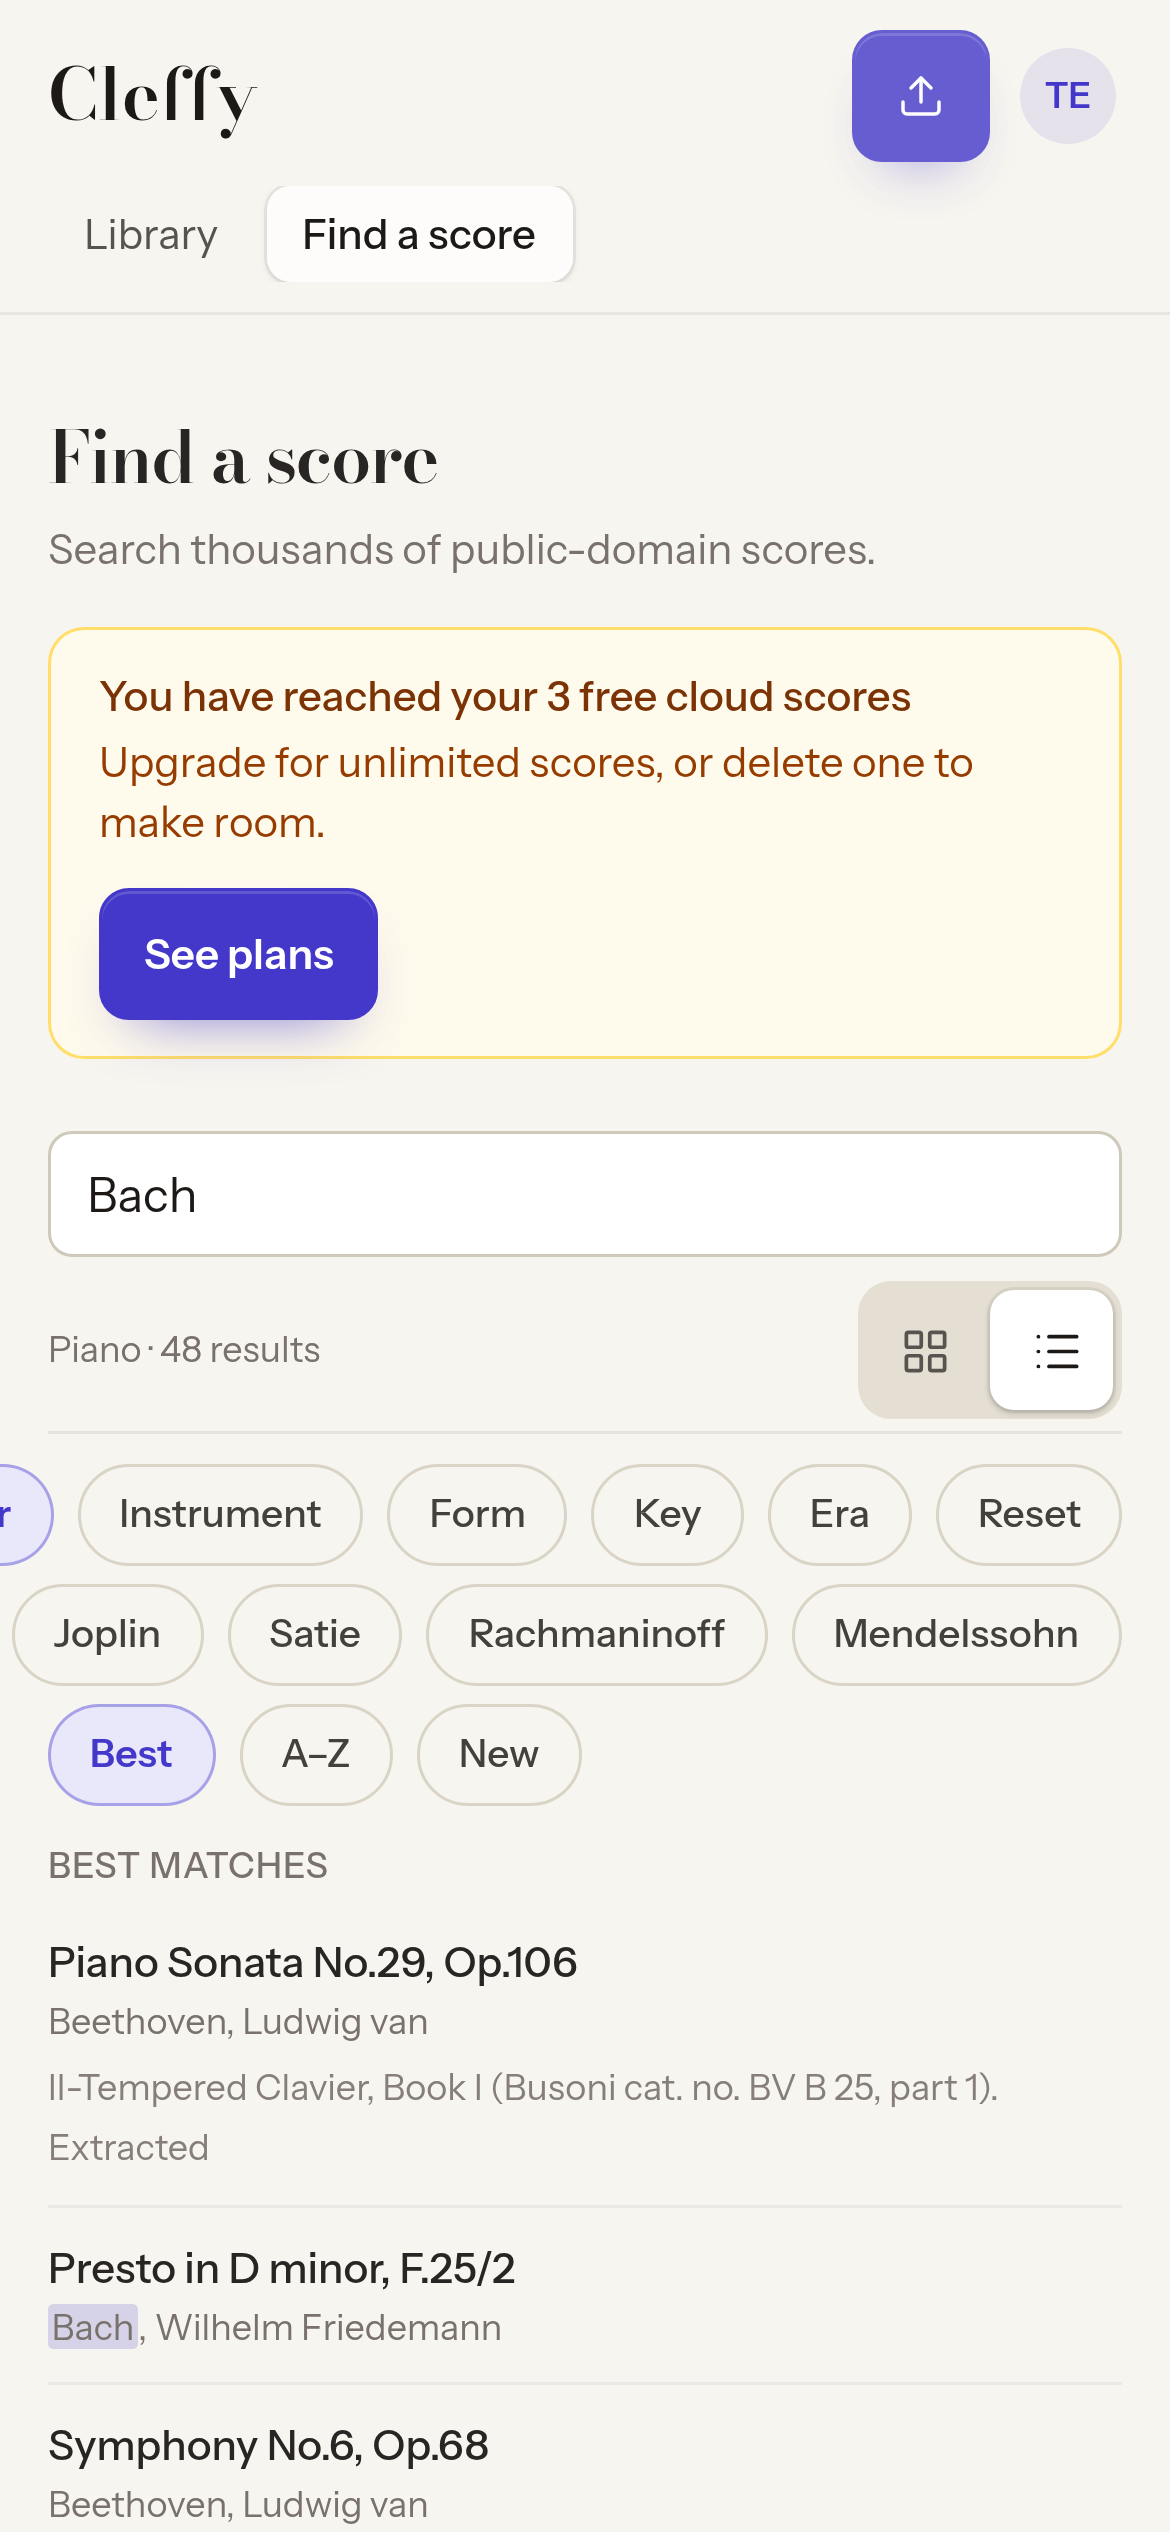 Cleffy
TE
Library
Find a score
Find a score
Search thousands of public-domain scores.
You have reached your 3 free cloud scores
Upgrade for unlimited scores, or delete one to
make room.
See plans
Bach
Piano · 48 results
r
Instrument
Form
Key
Era
Reset
Joplin
Satie
Rachmaninoff
Mendelssohn
Best
A–Z
New
BEST MATCHES
Piano Sonata No.29, Op.106
Beethoven, Ludwig van
ll-Tempered Clavier, Book I (Busoni cat. no. BV B 25, part 1).
Extracted
Presto in D minor, F.25/2
Bach, Wilhelm Friedemann
Symphony No.6, Op.68
Beethoven, Ludwig van